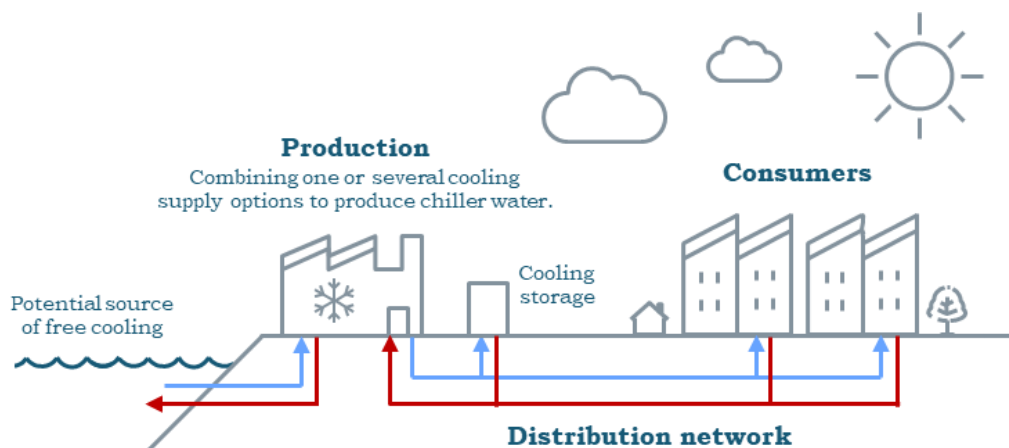 Production
Combining one or several cooling
supply options to produce chiller water.
Consumers
Cooling
storage
Potential source
of free cooling
Distribution network